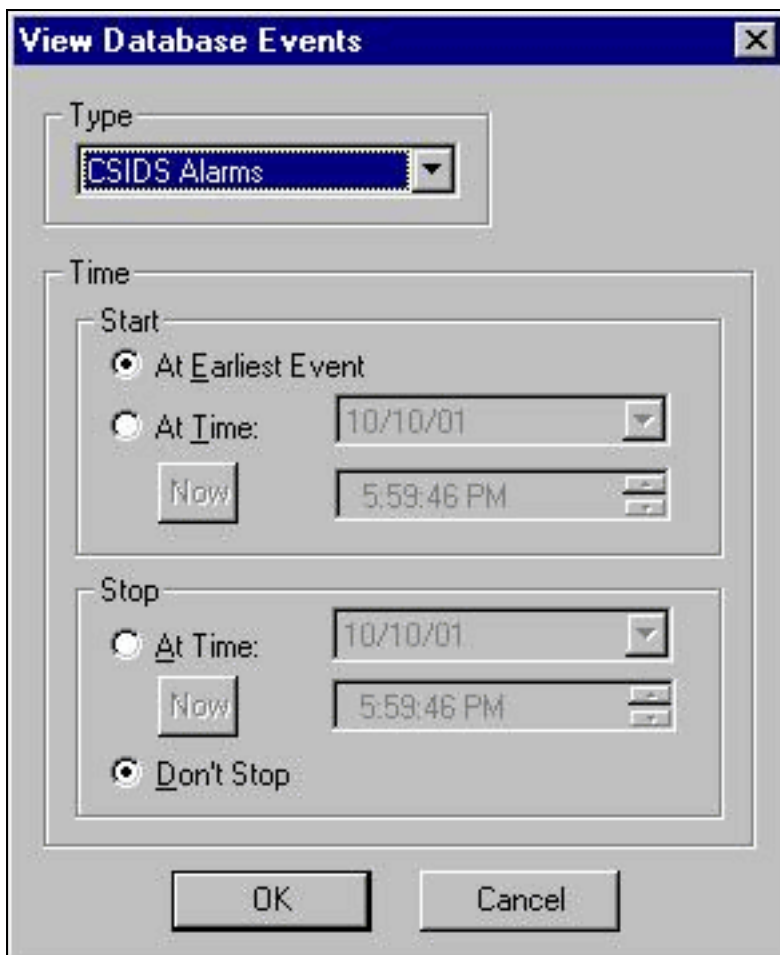 View Database Events
Type
CSIDS Alarms
Time
Start
At Earliest Event
At Time:
10/10/01
Now
5:59:46 PM
Stop
At Time:
10/10/01
Now
5:59:46 PM
Don't Stop
OK
Cancel